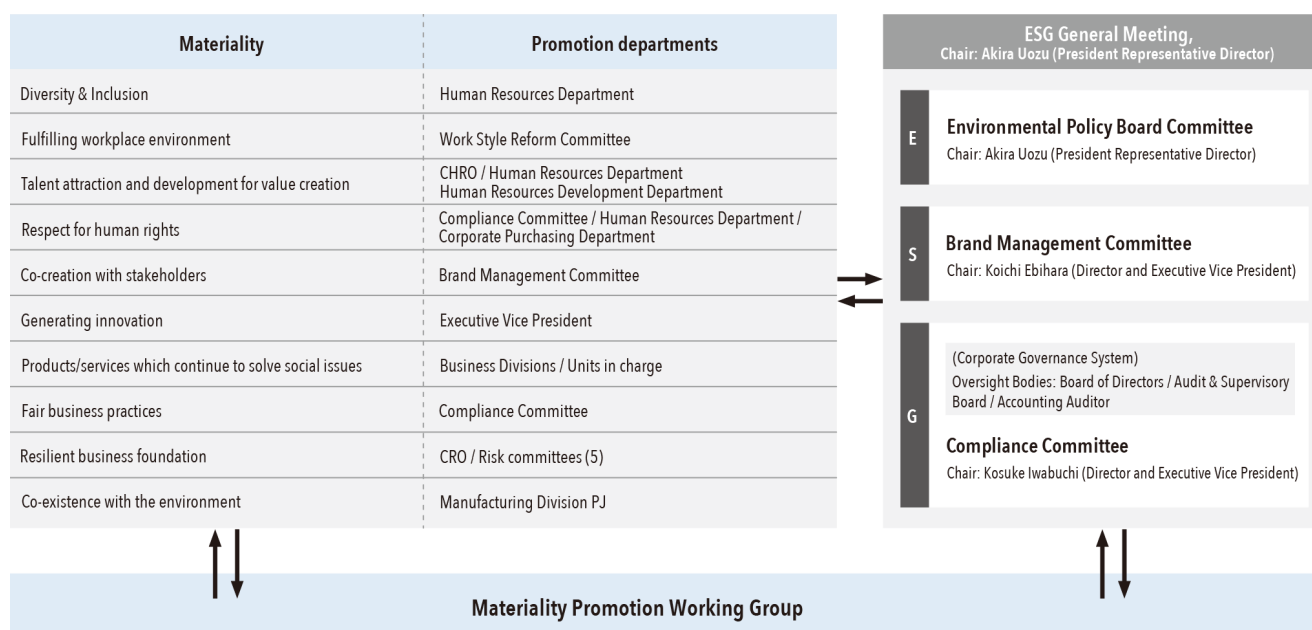 Materiality
Promotion departments
Diversity & Inclusion
Human Resources Department
Fulfilling workplace environment
Work Style Reform Committee
Talent attraction and development for value creation
CHRO / Human Resources Department
Human Resources Development Department
Respect for human rights
Compliance Committee / Human Resources Department /
Corporate Purchasing Department
Co-creation with stakeholders
Brand Management Committee
Generating innovation
Executive Vice President
Products/services which continue to solve social issues
Business Divisions / Units in charge
Fair business practices
Compliance Committee
Resilient business foundation
CRO / Risk committees (5)
Co-existence with the environment
Manufacturing Division PJ
ESG General Meeting,
Chair: Akira Uozu (President Representative Director)
E
Environmental Policy Board Committee
Chair: Akira Uozu (President Representative Director)
S
Brand Management Committee
Chair: Koichi Ebihara (Director and Executive Vice President)
G
(Corporate Governance System)
Oversight Bodies: Board of Directors / Audit & Supervisory
Board / Accounting Auditor
Compliance Committee
Chair: Kosuke Iwabuchi (Director and Executive Vice President)
Materiality Promotion Working Group